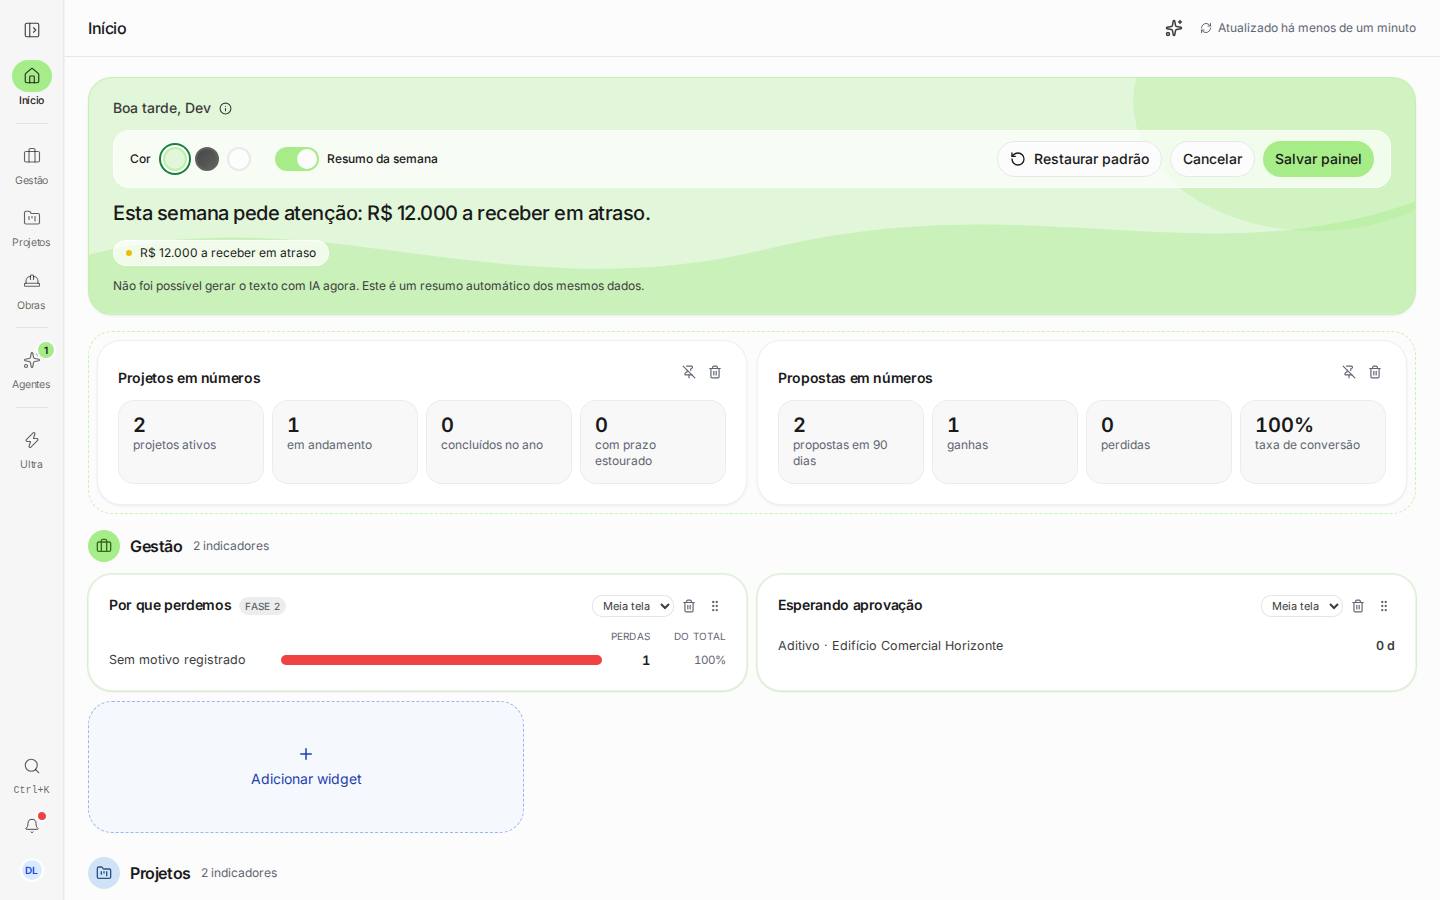 Início
Atualizado há menos de um minuto
Início
Gestão
Projetos
Obras
1
Agentes
Ultra
Ctrl+K
DL
Boa tarde, Dev
Cor
Resumo da semana
Restaurar padrão
Cancelar
Salvar painel
Esta semana pede atenção: R$ 12.000 a receber em atraso.
R$ 12.000 a receber em atraso
Não foi possível gerar o texto com IA agora. Este é um resumo automático dos mesmos dados.
Projetos em números
2
projetos ativos
1
em andamento
0
concluídos no ano
0
com prazo
estourado
Propostas em números
2
propostas em 90
dias
1
ganhas
0
perdidas
100%
taxa de conversão
Gestão 2 indicadores
Por que perdemos FASE 2 Meia tela
PERDAS DO TOTAL
Sem motivo registrado 1 100%
Esperando aprovação Meia tela
Aditivo · Edifício Comercial Horizonte 0 d
Adicionar widget
Projetos 2 indicadores